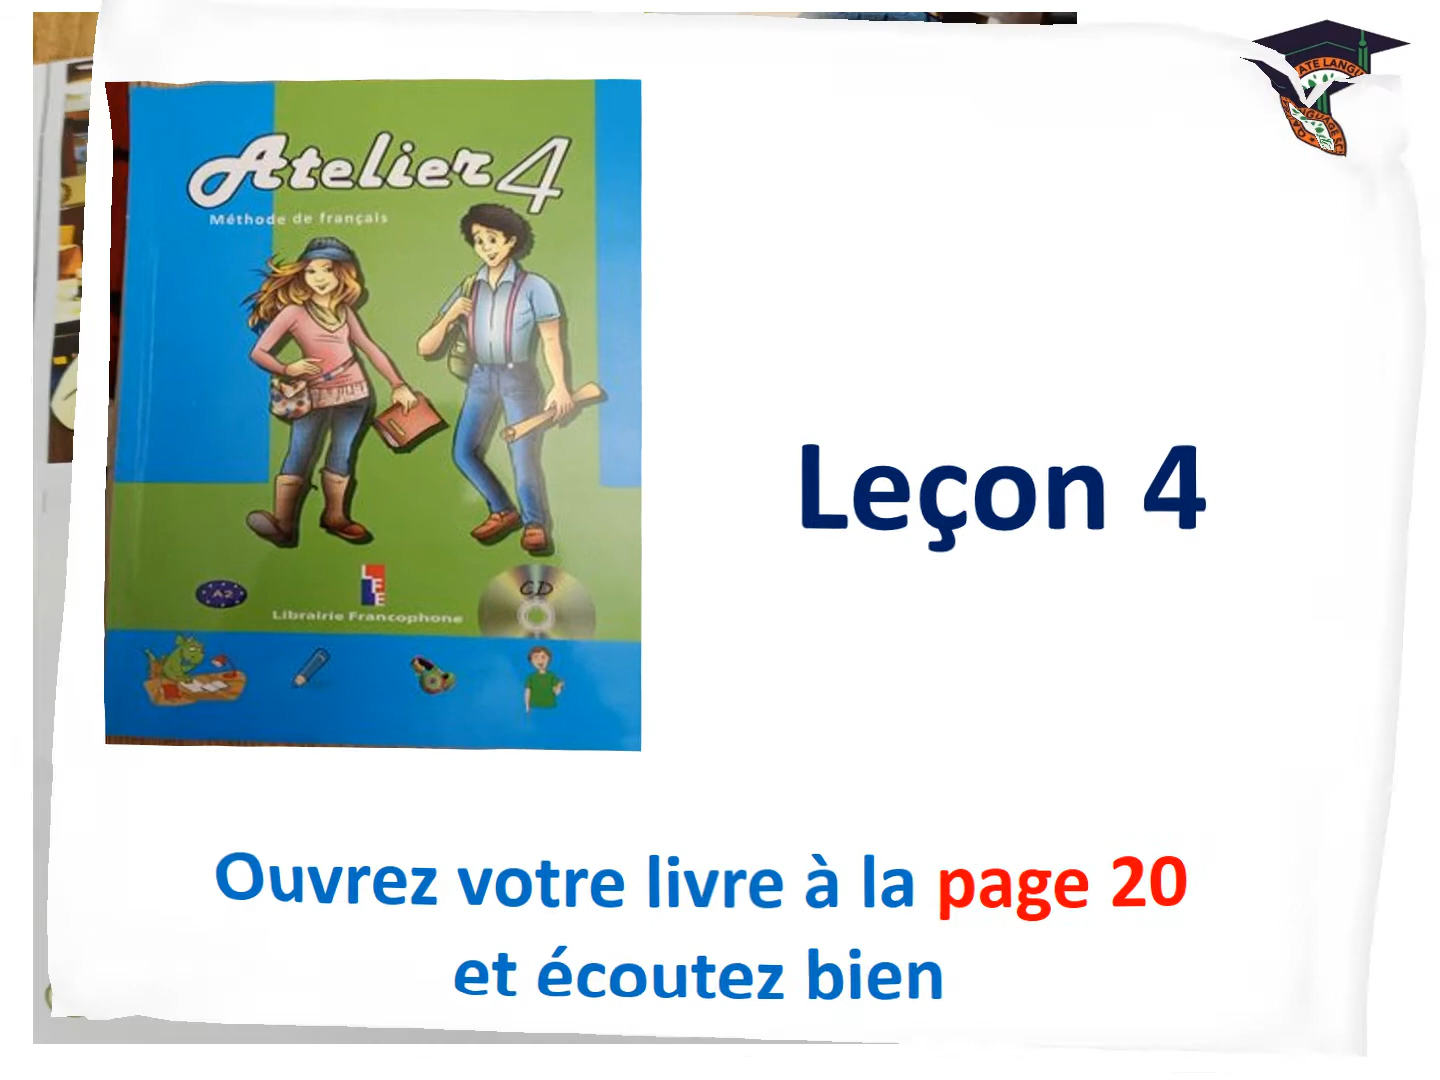 Atelier 4
Méthode de français
A2
LFE
CD
Librairie Francophone
Leçon 4
Ouvrez votre livre à la page 20
et écoutez bien